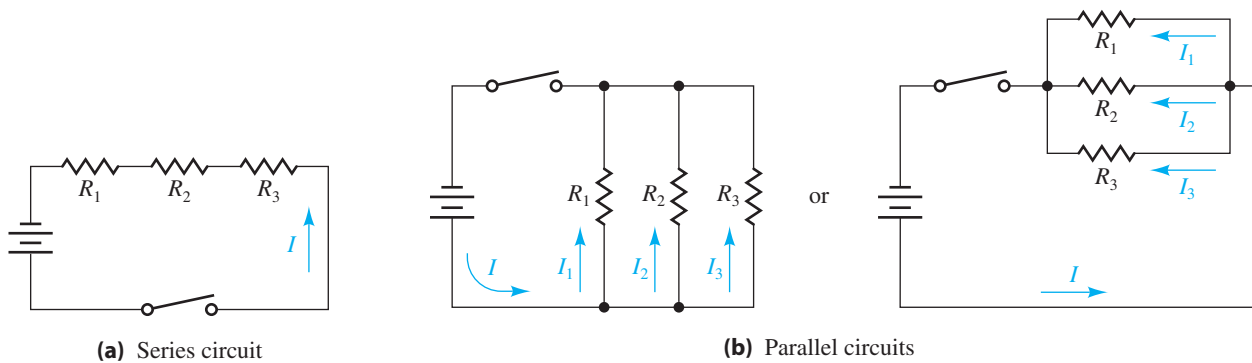 R1 R2 R3
I
(a) Series circuit
R1 R2 R3
I I1 I2 I3
or
R1 I1
R2 I2
R3 I3
I
(b) Parallel circuits